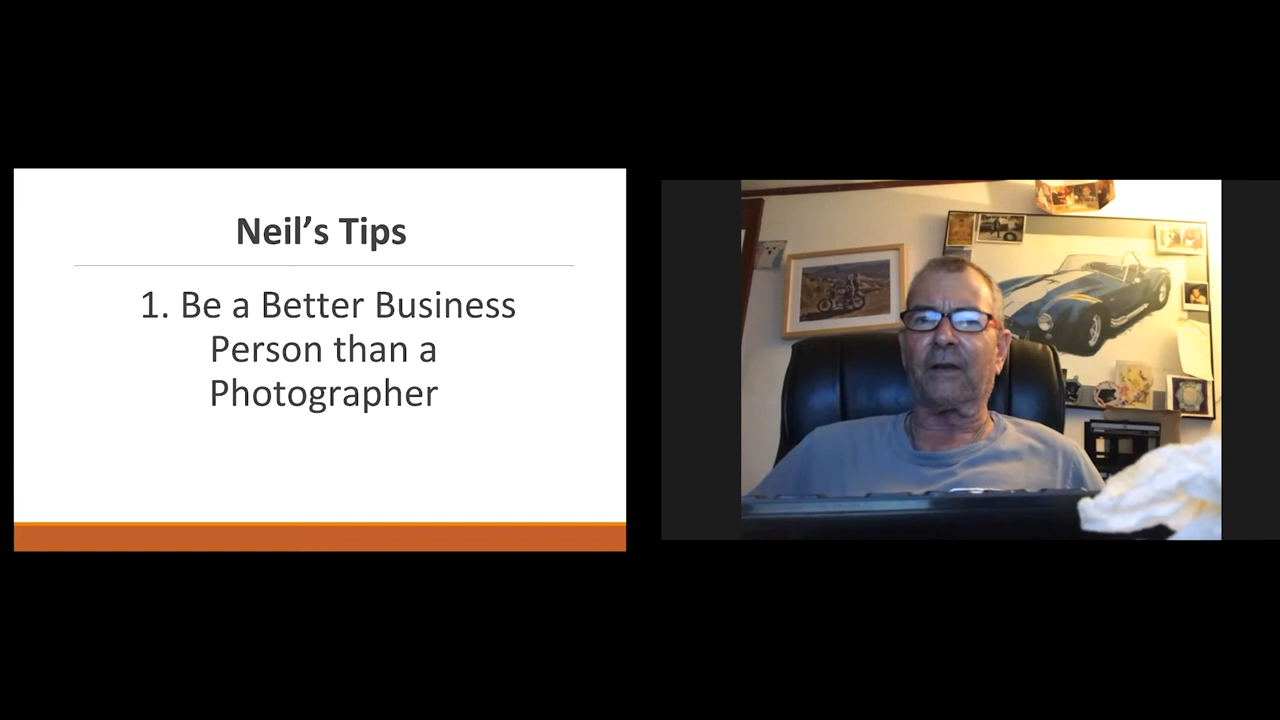 Neil's Tips
1. Be a Better Business
Person than a
Photographer